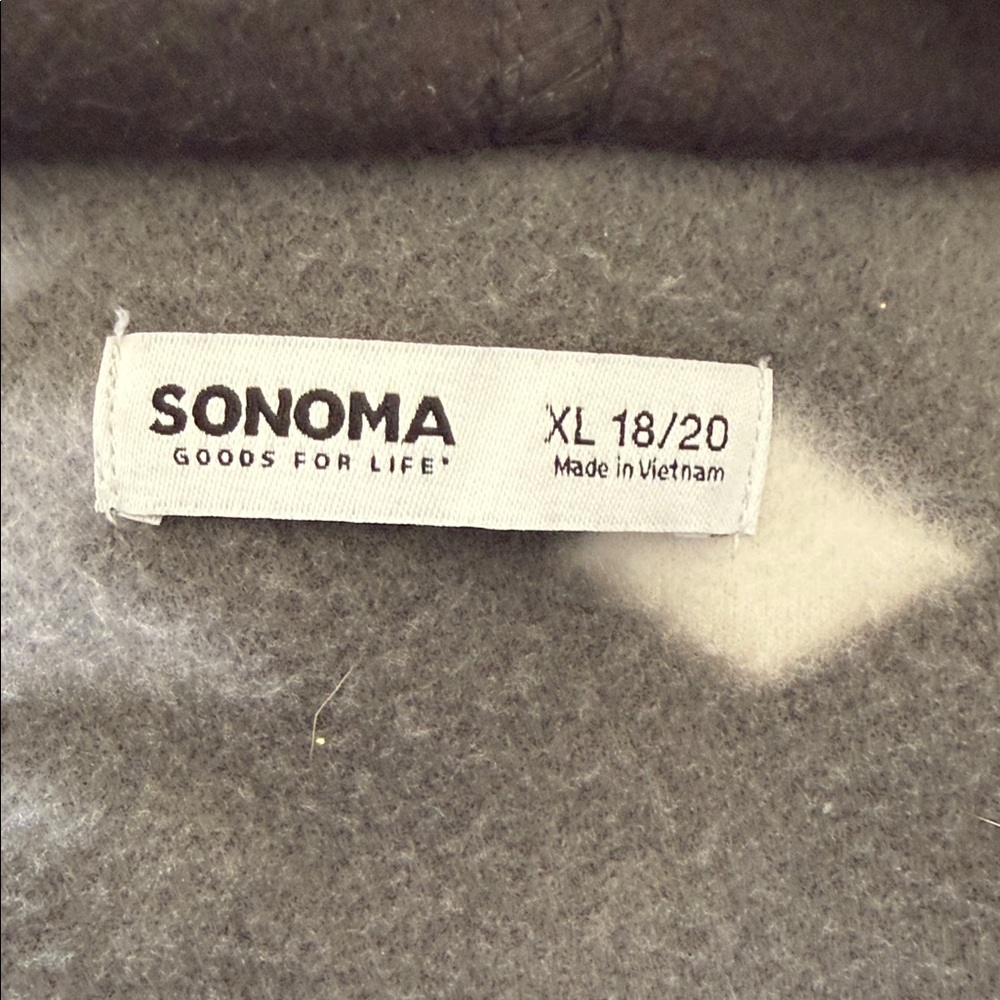 SONOMA
GOODS FOR LIFE®
XL 18/20
Made in Vietnam